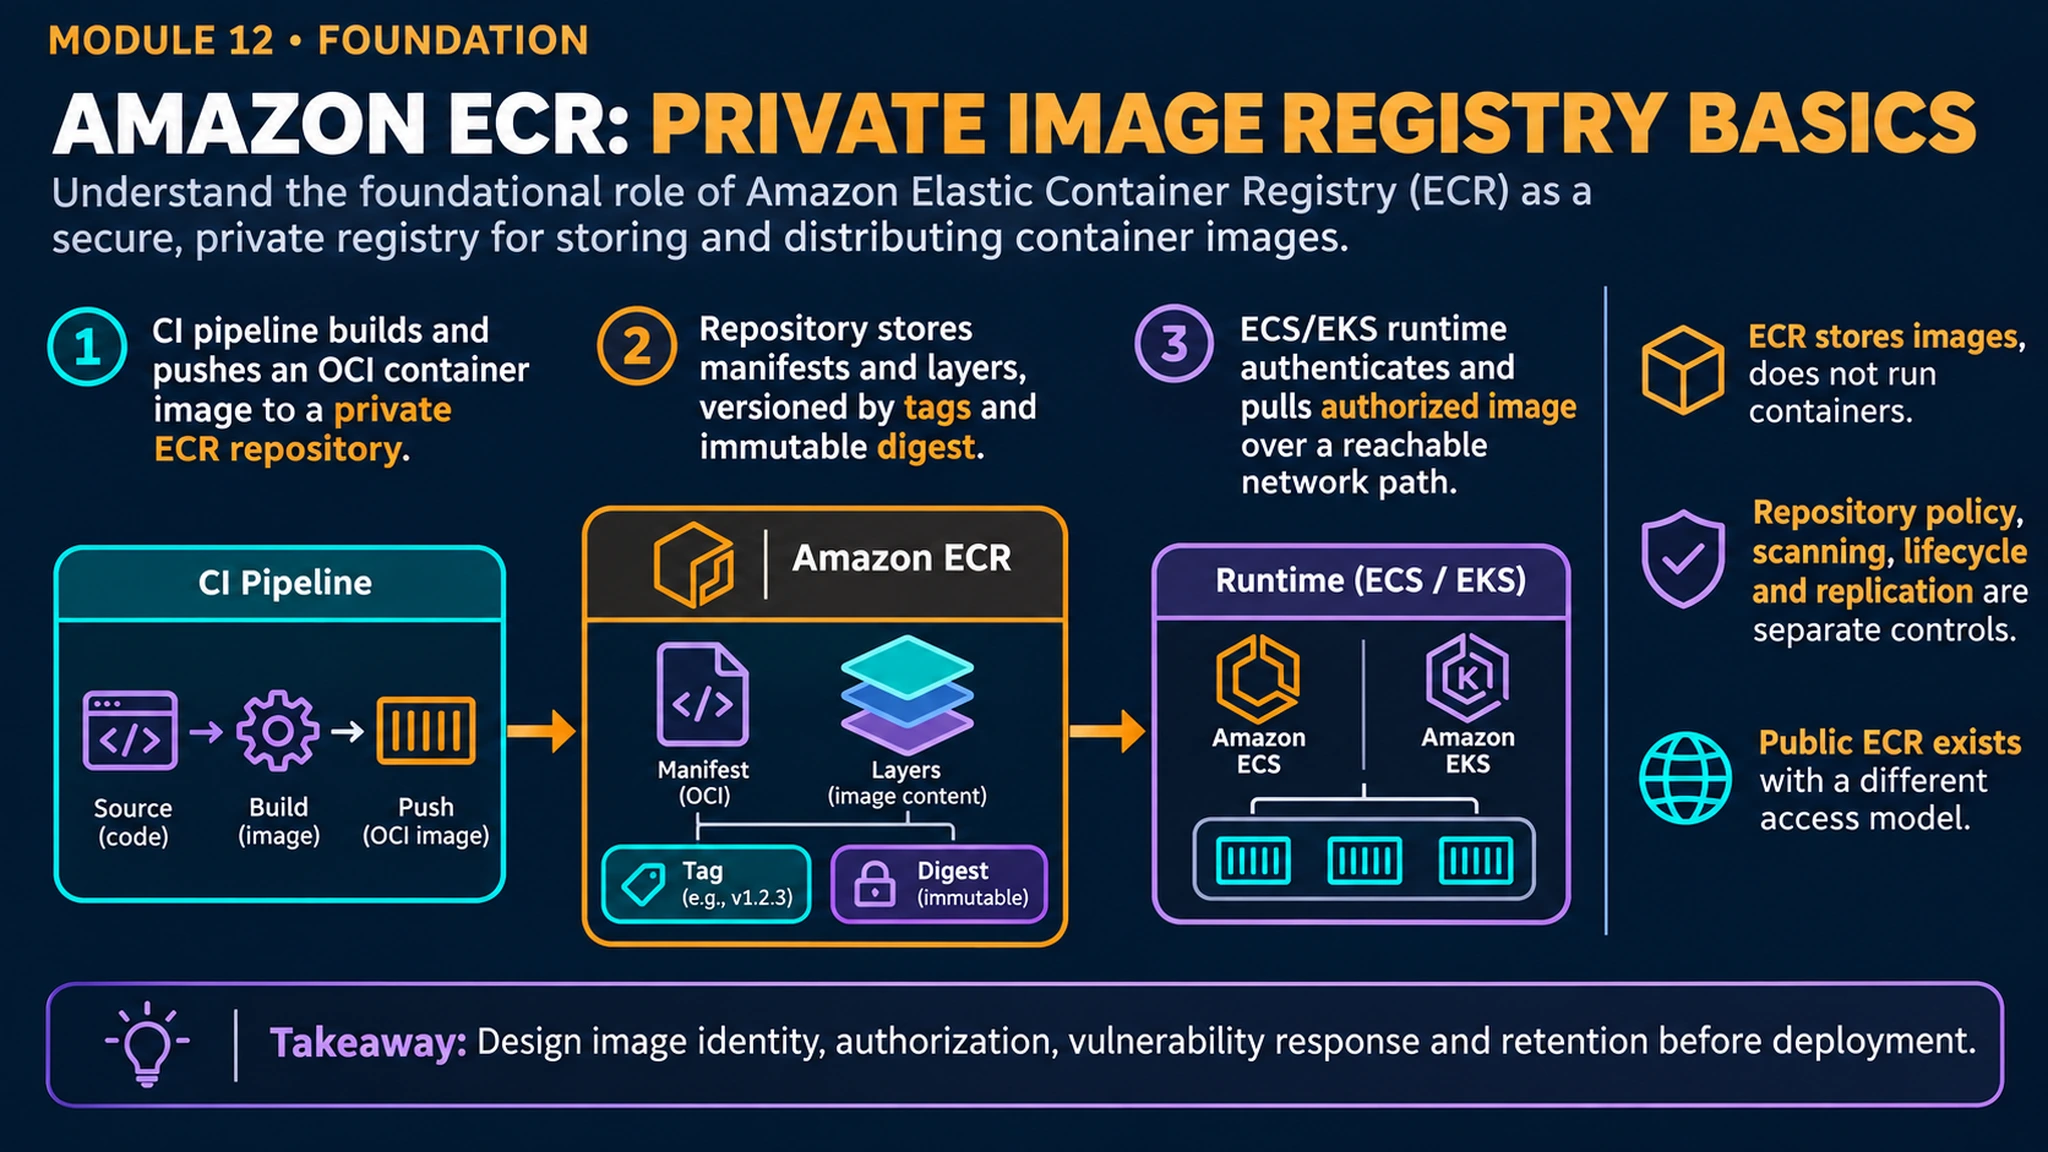 MODULE 12 • FOUNDATION
AMAZON ECR: PRIVATE IMAGE REGISTRY BASICS
Understand the foundational role of Amazon Elastic Container Registry (ECR) as a
secure, private registry for storing and distributing container images.
1
CI pipeline builds and
pushes an OCI container
image to a private
ECR repository.
2
Repository stores
manifests and layers,
versioned by tags and
immutable digest.
3
ECS/EKS runtime
authenticates and
pulls authorized image
over a reachable
network path.
CI Pipeline
Source
(code)
Build
(image)
Push
(OCI image)
Amazon ECR
Manifest
(OCI)
Layers
(image content)
Tag
(e.g., v1.2.3)
Digest
(immutable)
Runtime (ECS / EKS)
Amazon
ECS
K
Amazon
EKS
ECR stores images,
does not run
containers.
Repository policy,
scanning, lifecycle
and replication are
separate controls.
Public ECR exists
with a different
access model.
Takeaway: Design image identity, authorization, vulnerability response and retention before deployment.